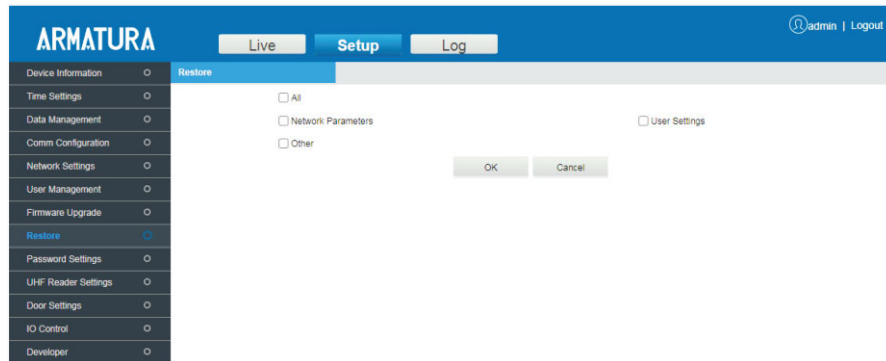 ARMATURA
Live Setup Log
admin | Logout
Device Information
Time Settings
Data Management
Comm Configuration
Network Settings
User Management
Firmware Upgrade
Restore
Password Settings
UHF Reader Settings
Door Settings
IO Control
Developer
Restore
All
Network Parameters User Settings
Other
OK Cancel